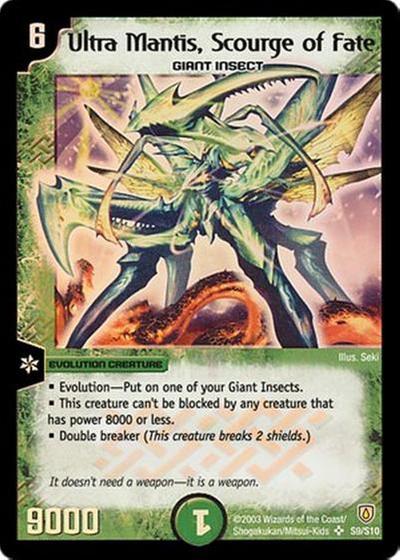 6 Ultra Mantis, Scourge of Fate
GIANT INSECT
Illus. Seki
EVOLUTION CREATURE
▪ Evolution—Put on one of your Giant Insects.
▪ This creature can't be blocked by any creature that
has power 8000 or less.
▪ Double breaker (This creature breaks 2 shields.)
It doesn't need a weapon—it is a weapon.
9000
1
©2003 Wizards of the Coast/
Shogakukan/Mitsui-Kids S9/S10